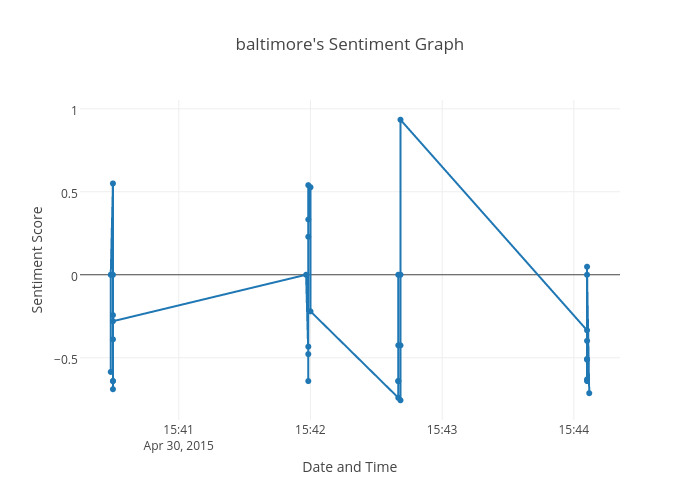 baltimore's Sentiment Graph
1
0.5
0
−0.5
Sentiment Score
15:41
Apr 30, 2015
15:42
15:43
15:44
Date and Time